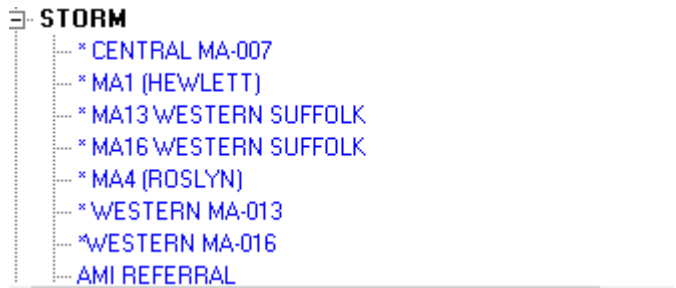 STORM
* CENTRAL MA-007
* MA1 (HEWLETT)
* MA13 WESTERN SUFFOLK
* MA16 WESTERN SUFFOLK
* MA4 (ROSLYN)
* WESTERN MA-013
*WESTERN MA-016
AMI REFERRAL